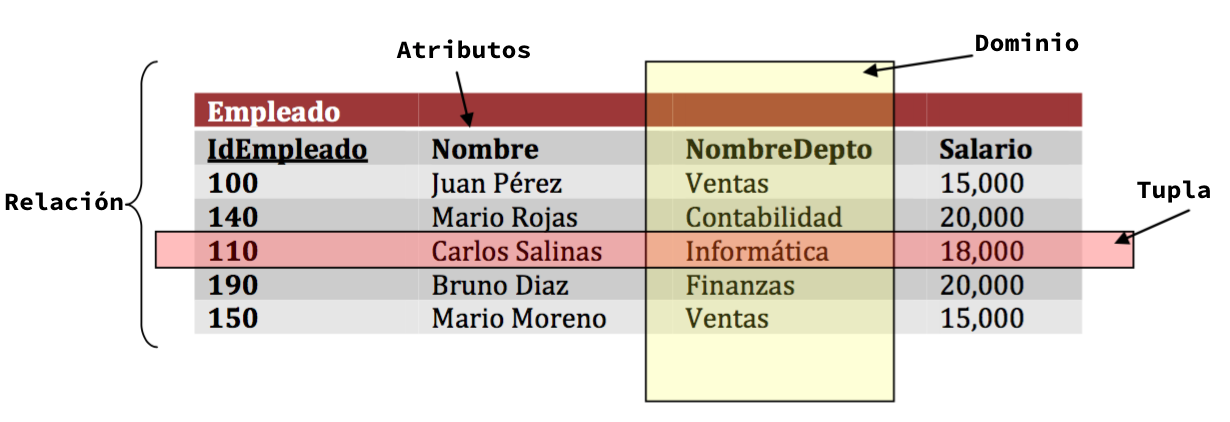 Atributos
Dominio
Empleado
IdEmpleado Nombre NombreDepto Salario
100 Juan Pérez Ventas 15,000
Relación
Tupla
140 Mario Rojas Contabilidad 20,000
110 Carlos Salinas Informática 18,000
190 Bruno Diaz Finanzas 20,000
150 Mario Moreno Ventas 15,000